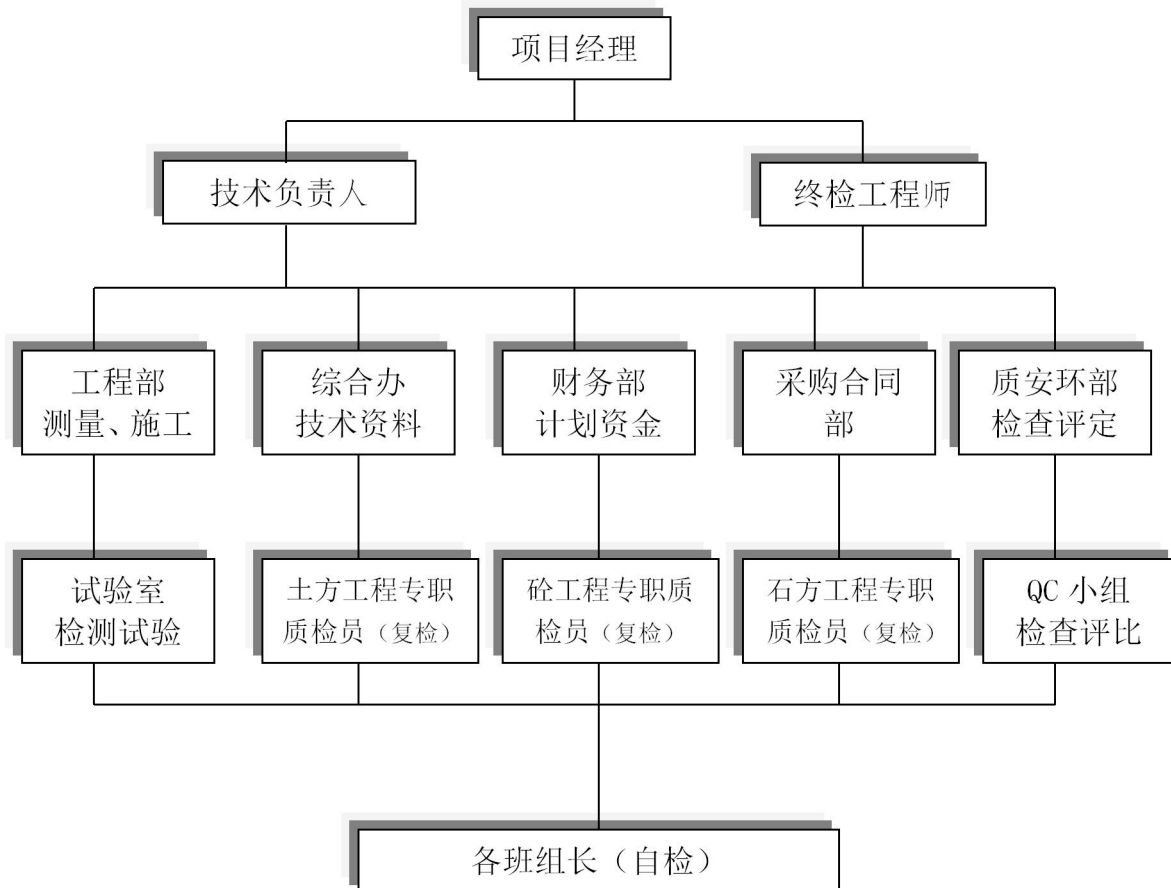 项目经理
技术负责人
终检工程师
工程部
测量、施工
综合办
技术资料
财务部
计划资金
采购合同
部
质安环部
检查评定
试验室
检测试验
土方工程专职
质检员（复检）
砼工程专职质
检员（复检）
石方工程专职
质检员（复检）
QC 小组
检查评比
各班组长（自检）